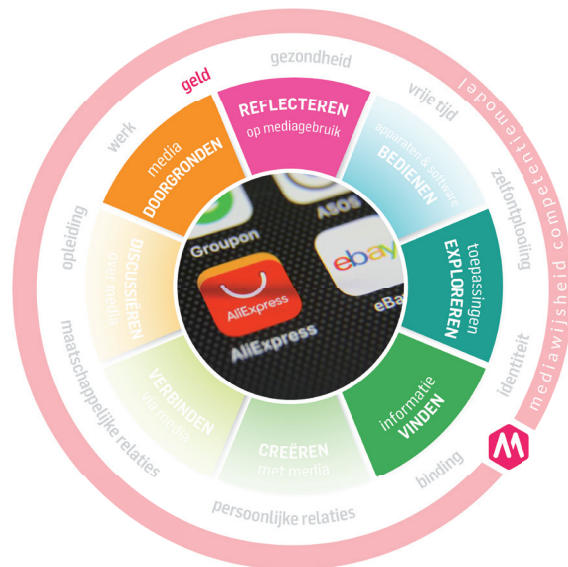 gezondheid
vrije tijd
zelfontplooiing
identiteit
binding
persoonlijke relaties
maatschappelijke relaties
opleiding
werk
geld
mediawijsheid competentiemodel
REFLECTEREN
op mediagebruik
apparaten & software
BEDIENEN
toepassingen
EXPLOREREN
informatie
VINDEN
CREËREN
met media
VERBINDEN
via media
DISCUSSIËREN
over media
media
DOORGRONDEN
Groupon
ASOS
ebay
eBa
AliExpress
AliExpress